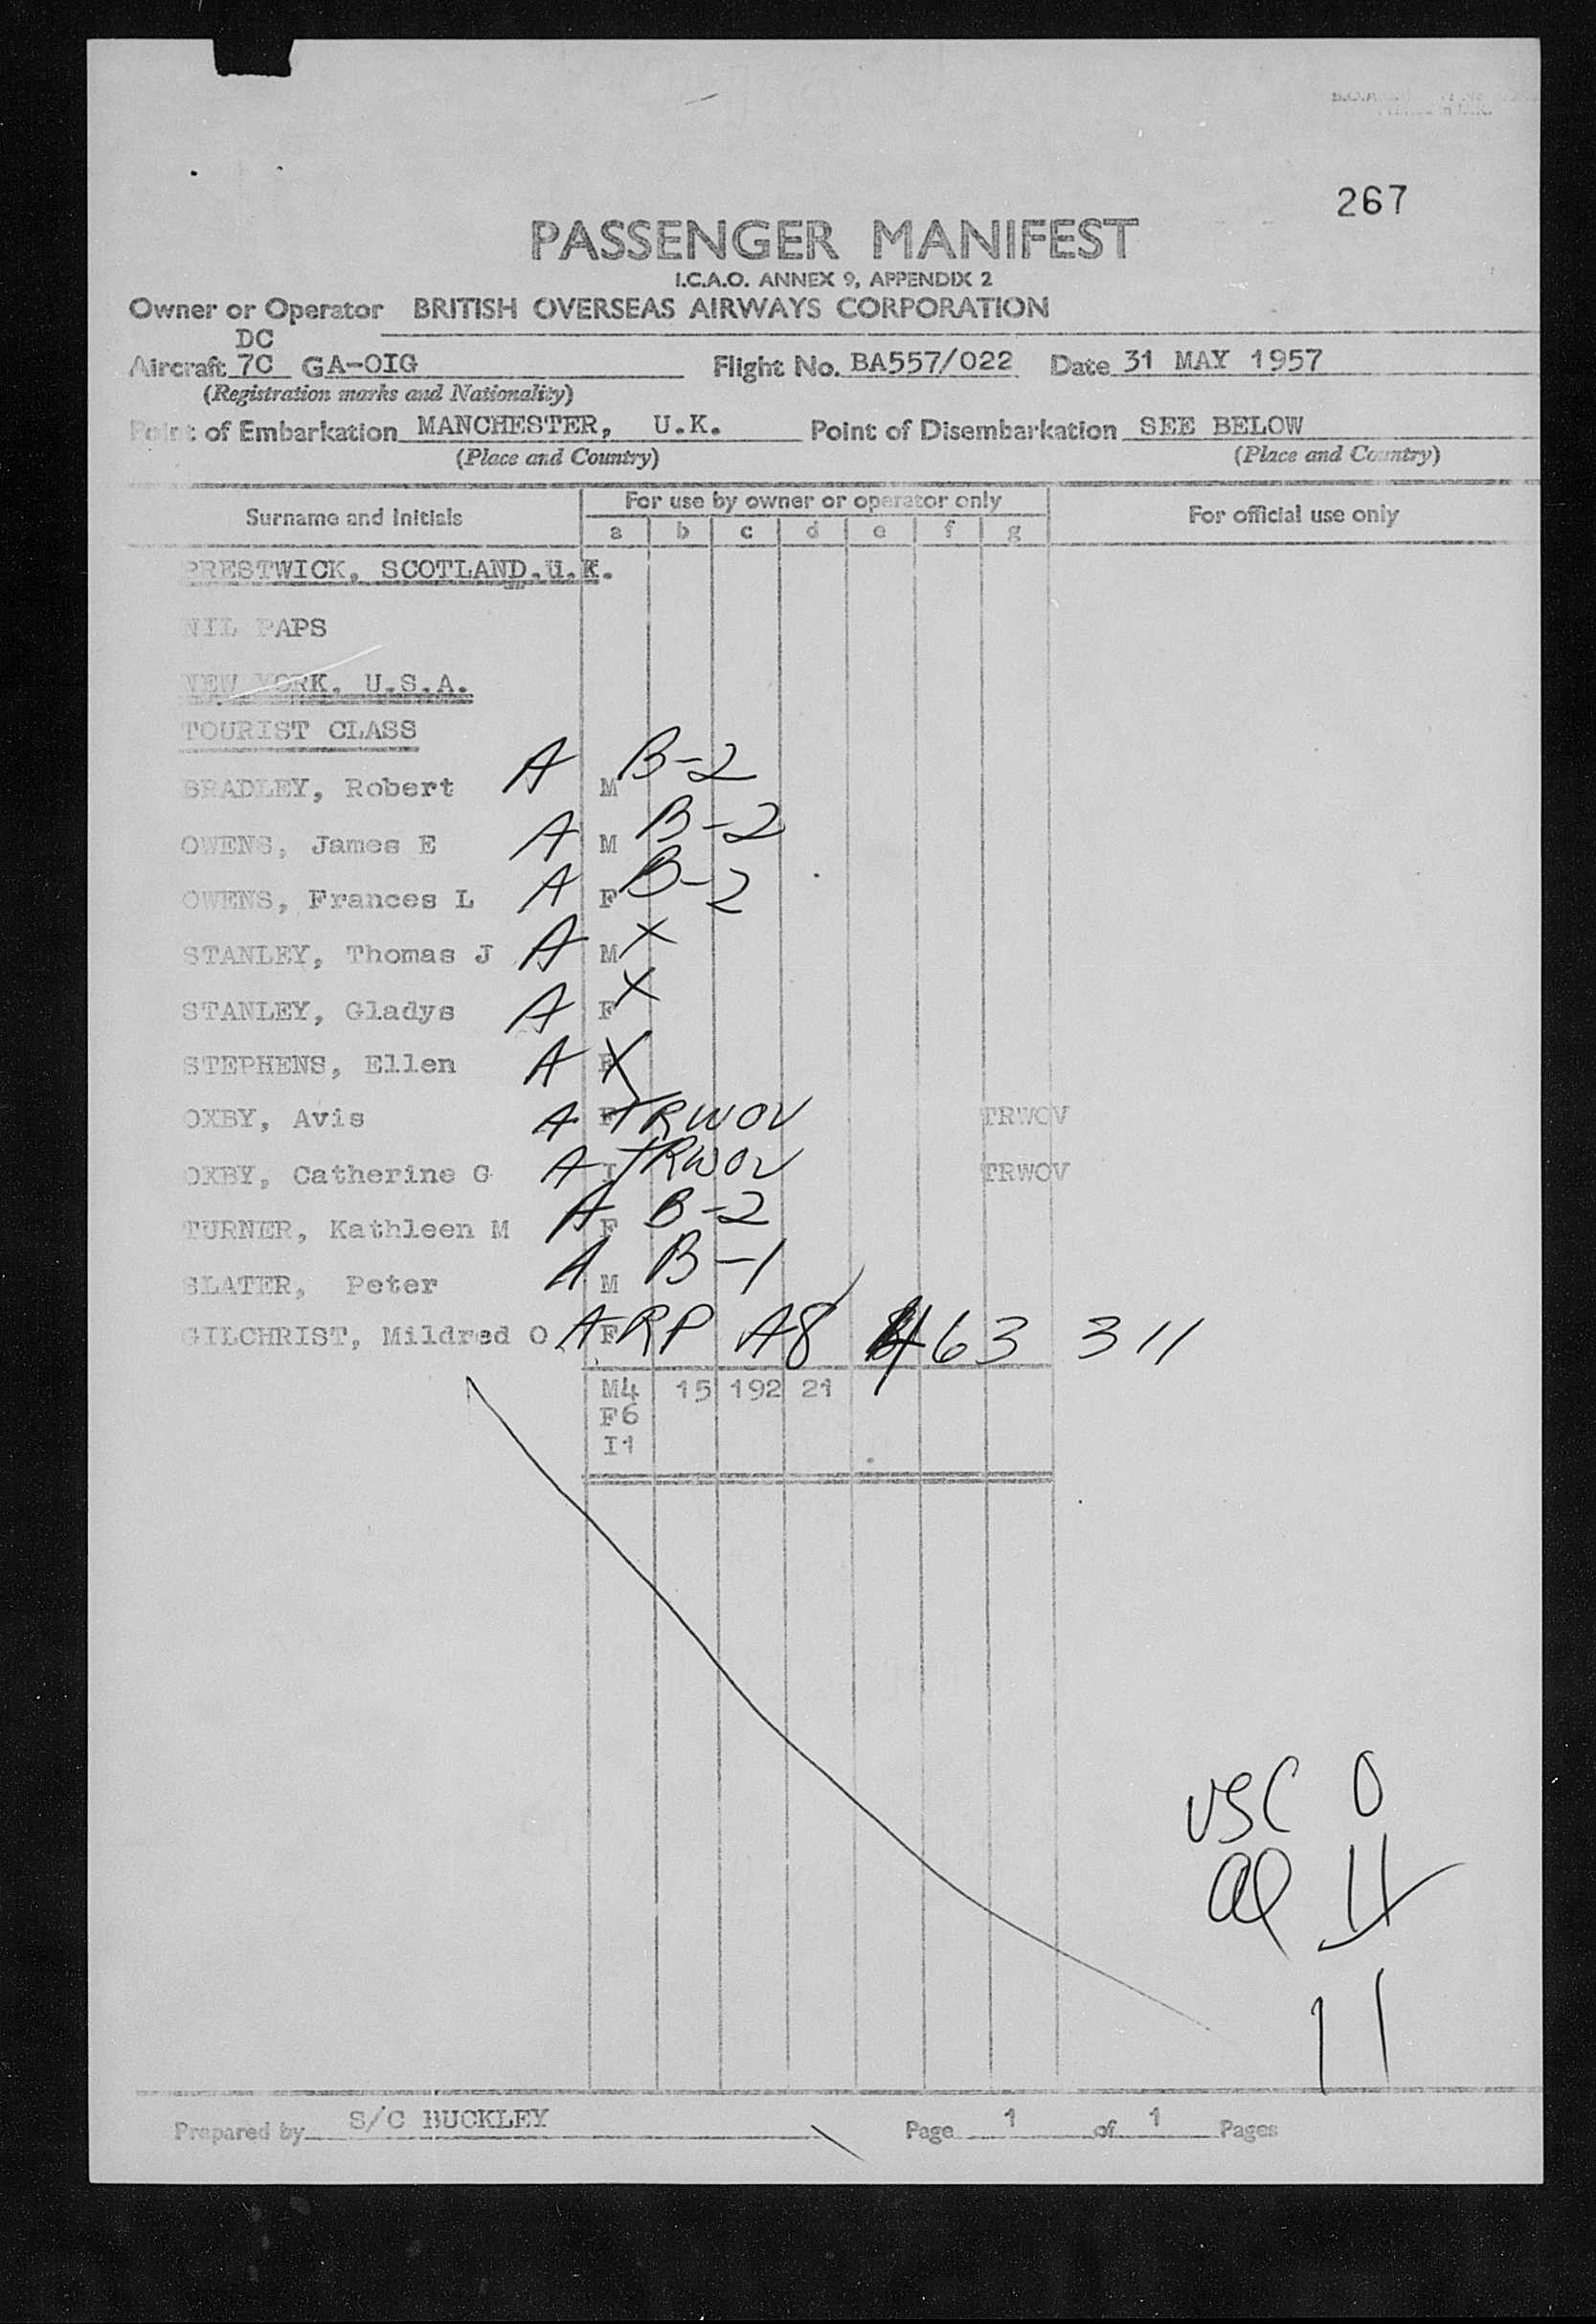 267
PASSENGER MANIFEST
I.C.A.O. ANNEX 9, APPENDIX 2
Owner or Operator BRITISH OVERSEAS AIRWAYS CORPORATION
DC
Aircraft 7C GA-OIG Flight No. BA557/022 Date 31 MAY 1957
(Registration marks and Nationality)
Point of Embarkation MANCHESTER, U.K. Point of Disembarkation SEE BELOW
(Place and Country) (Place and Country)
Surname and Initials For use by owner or operator only For official use only
a b c d e f g
PRESTWICK, SCOTLAND.U.K.
NIL PAPS
NEW YORK, U.S.A.
TOURIST CLASS
BRADLEY, Robert A M B-2
OWENS, James E A M B-2
OWENS, Frances L A F B-2
STANLEY, Thomas J A M X
STANLEY, Gladys A F X
STEPHENS, Ellen A F X
OXBY, Avis A F TRWOV TRWOV
OXBY, Catherine G A I TRWOV TRWOV
TURNER, Kathleen M A F B-2
SLATER, Peter A M B-1
GILCHRIST, Mildred O A F RP A8 463 311
M4 15 192 21
F6
I1
USC 0
al 11
11
Prepared by S/C BUCKLEY Page 1 of 1 Pages